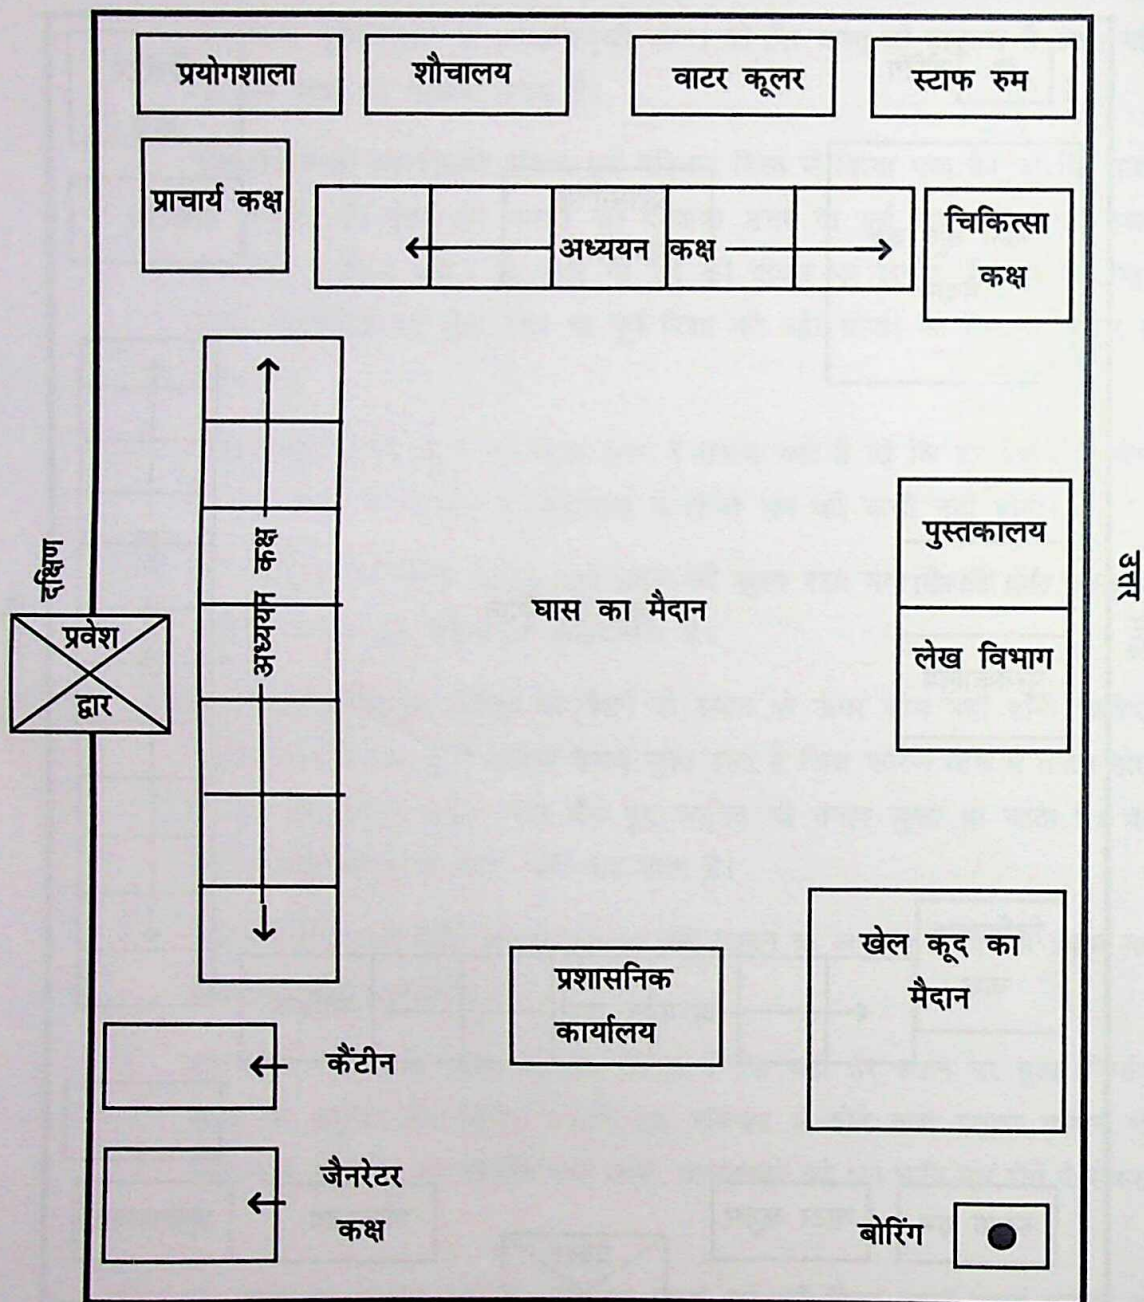 प्रयोगशाला
शौचालय
वाटर कूलर
स्टाफ रुम
प्राचार्य कक्ष
अध्ययन कक्ष
चिकित्सा
कक्ष
अध्ययन कक्ष
दक्षिण
प्रवेश
द्वार
घास का मैदान
पुस्तकालय
लेख विभाग
उत्तर
प्रशासनिक
कार्यालय
खेल कूद का
मैदान
कैंटीन
जैनरेटर
कक्ष
बोरिंग